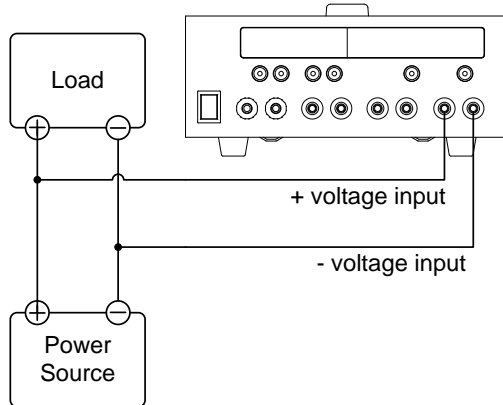 Load
+
−
+ voltage input
- voltage input
+
−
Power
Source